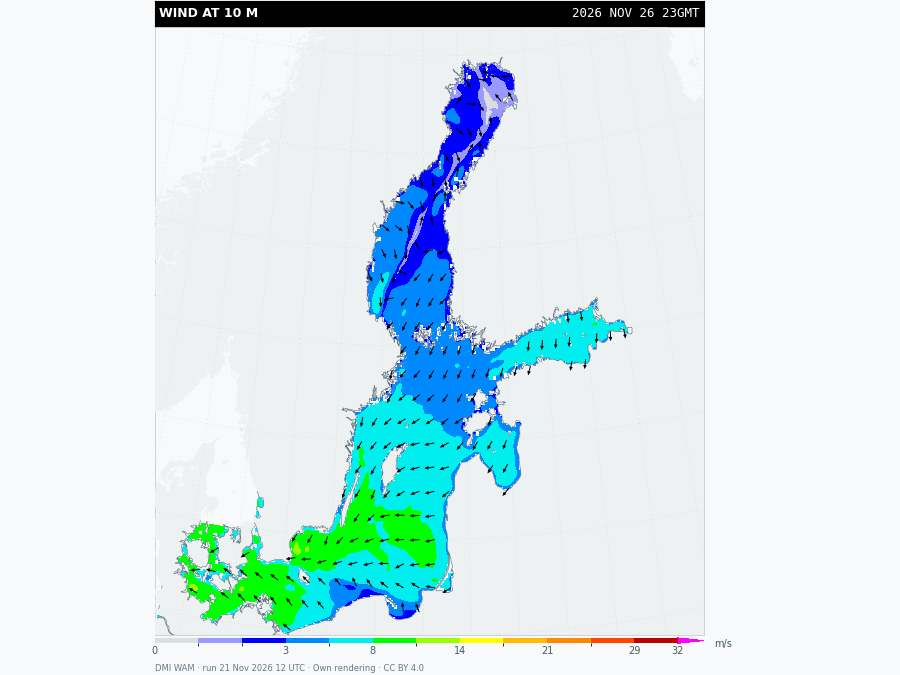 WIND AT 10 M
2026 NOV 26 23GMT
0 3 8 14 21 29 32 m/s
DMI WAM · run 21 Nov 2026 12 UTC · Own rendering · CC BY 4.0